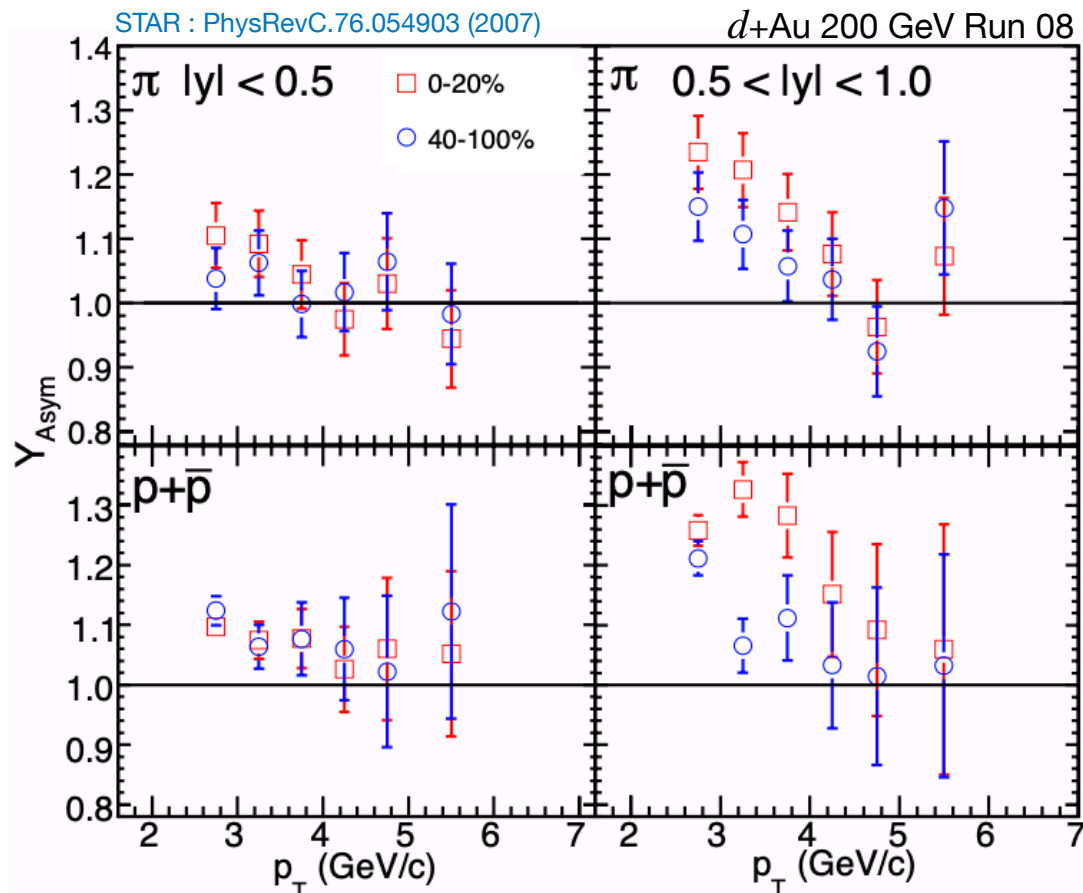 STAR : PhysRevC.76.054903 (2007)
d+Au 200 GeV Run 08
π |y| < 0.5
0-20%
40-100%
π 0.5 < |y| < 1.0
1.4
1.3
1.2
1.1
1.0
0.9
0.8
Y_Asym
p+p̄
p+p̄
1.3
1.2
1.1
1.0
0.9
0.8
2 3 4 5 6 7
2 3 4 5 6 7
p_T (GeV/c)
p_T (GeV/c)